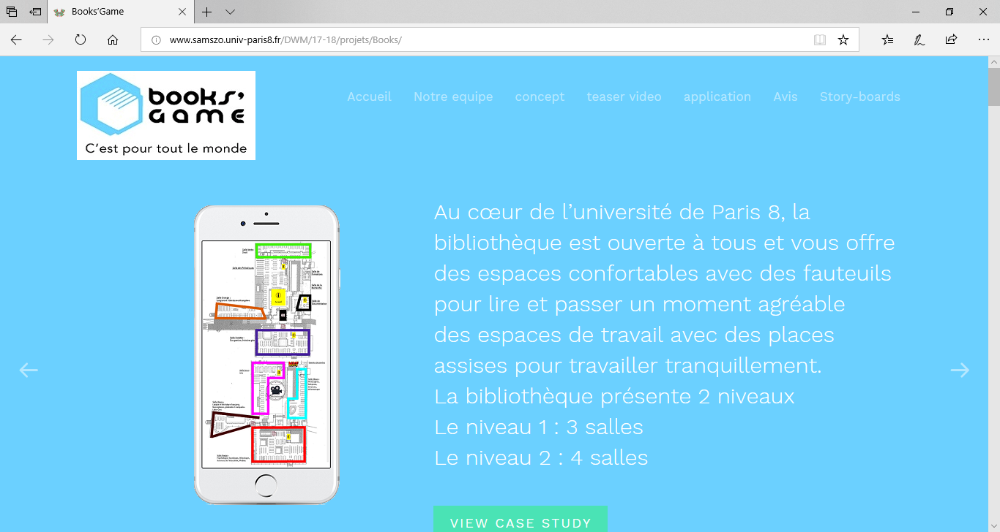 Books'Game
www.samszo.univ-paris8.fr/DWM/17-18/projets/Books/
books'
GAME
C'est pour tout le monde
Accueil Notre equipe concept teaser video application Avis Story-boards
Au cœur de l'université de Paris 8, la
bibliothèque est ouverte à tous et vous offre
des espaces confortables avec des fauteuils
pour lire et passer un moment agréable
des espaces de travail avec des places
assises pour travailler tranquillement.
La bibliothèque présente 2 niveaux
Le niveau 1 : 3 salles
Le niveau 2 : 4 salles
VIEW CASE STUDY